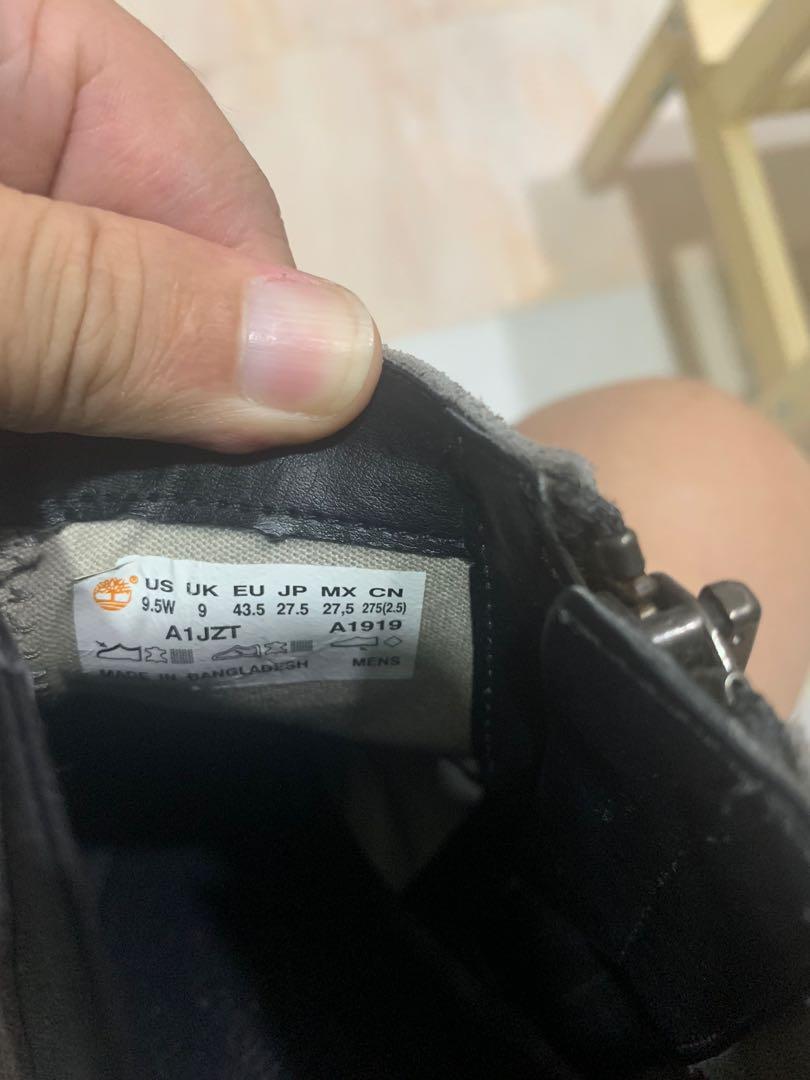 US UK EU JP MX CN
9.5W 9 43.5 27.5 27,5 275(2.5)
A1JZT A1919
MADE IN BANGLADESH MENS